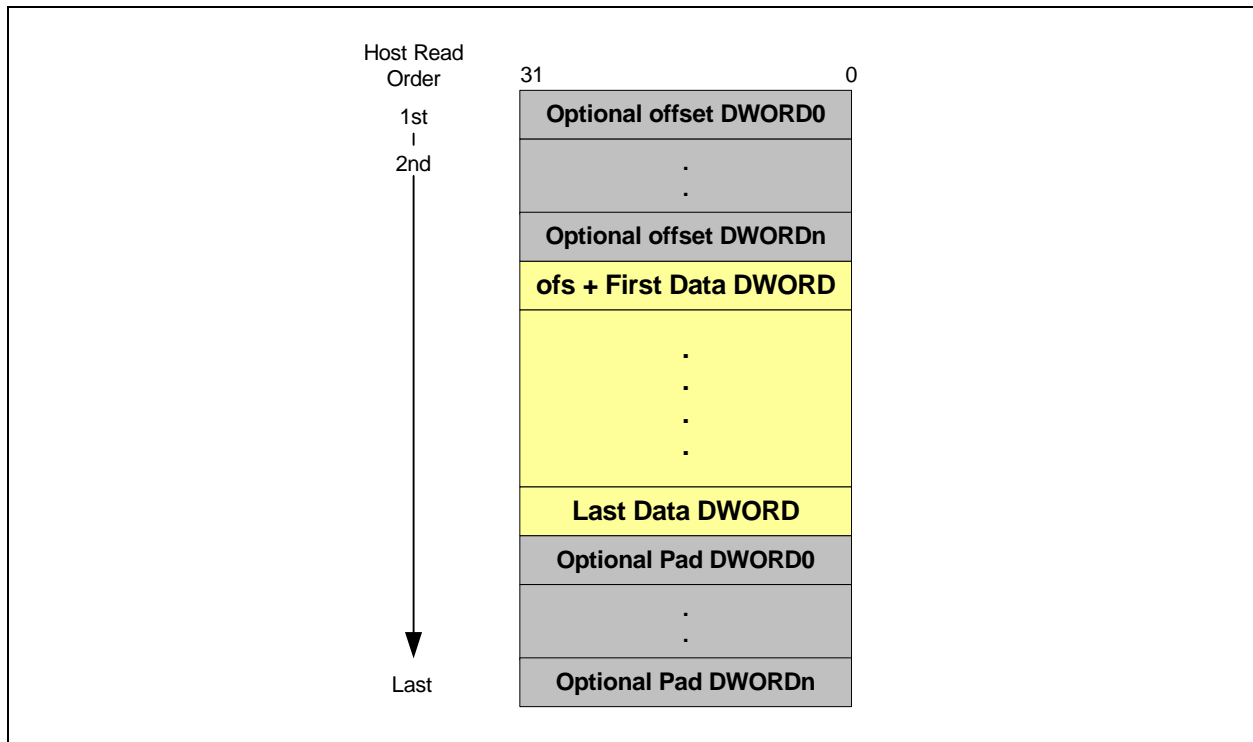 Host Read
Order
31 0
1st
2nd
Last
Optional offset DWORD0
.
.
Optional offset DWORDn
ofs + First Data DWORD
.
.
.
.
Last Data DWORD
Optional Pad DWORD0
.
.
Optional Pad DWORDn